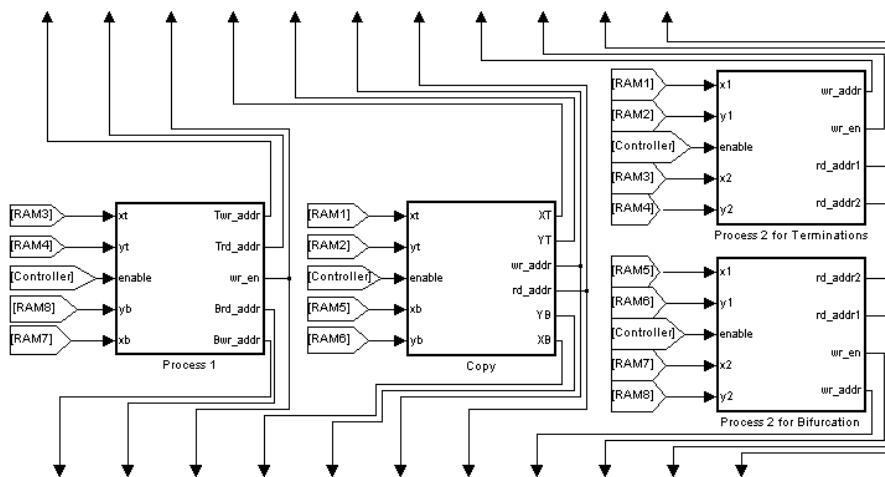 [RAM3]
[RAM4]
[Controller]
[RAM8]
[RAM7]
xt
yt
enable
yb
xb
Twr_addr
Trd_addr
wr_en
Brd_addr
Bwr_addr
Process 1
[RAM1]
[RAM2]
[Controller]
[RAM5]
[RAM6]
xt
yt
enable
xb
yb
XT
YT
wr_addr
rd_addr
YB
XB
Copy
[RAM1]
[RAM2]
[Controller]
[RAM3]
[RAM4]
x1
y1
enable
x2
y2
wr_addr
wr_en
rd_addr1
rd_addr2
Process 2 for Terminations
[RAM5]
[RAM6]
[Controller]
[RAM7]
[RAM8]
x1
y1
enable
x2
y2
rd_addr2
rd_addr1
wr_en
wr_addr
Process 2 for Bifurcation